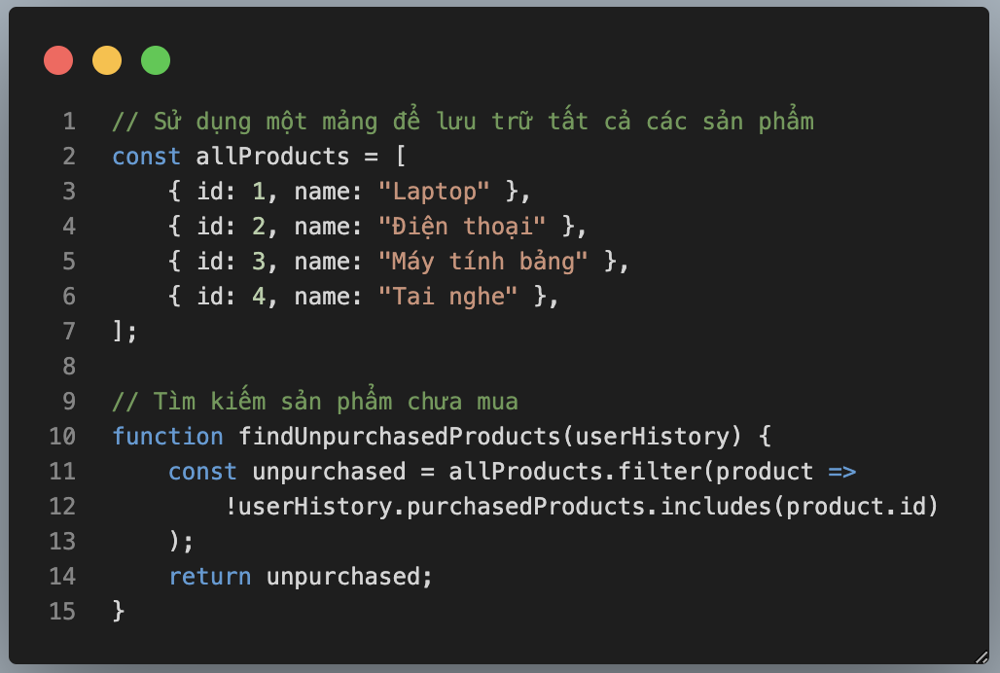 1 // Sử dụng một mảng để lưu trữ tất cả các sản phẩm
2 const allProducts = [
3     { id: 1, name: "Laptop" },
4     { id: 2, name: "Điện thoại" },
5     { id: 3, name: "Máy tính bảng" },
6     { id: 4, name: "Tai nghe" },
7 ];
8
9 // Tìm kiếm sản phẩm chưa mua
10 function findUnpurchasedProducts(userHistory) {
11     const unpurchased = allProducts.filter(product =>
12         !userHistory.purchasedProducts.includes(product.id)
13     );
14     return unpurchased;
15 }